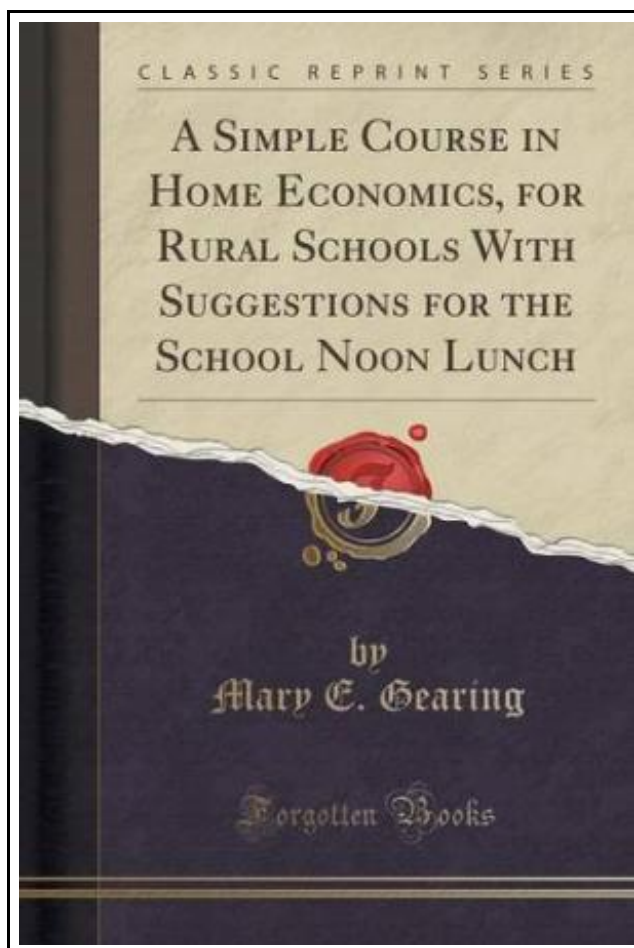 CLASSIC REPRINT SERIES
A SIMPLE COURSE IN
HOME ECONOMICS, FOR
RURAL SCHOOLS WITH
SUGGESTIONS FOR THE
SCHOOL NOON LUNCH
by
Mary E. Gearing
Forgotten Books